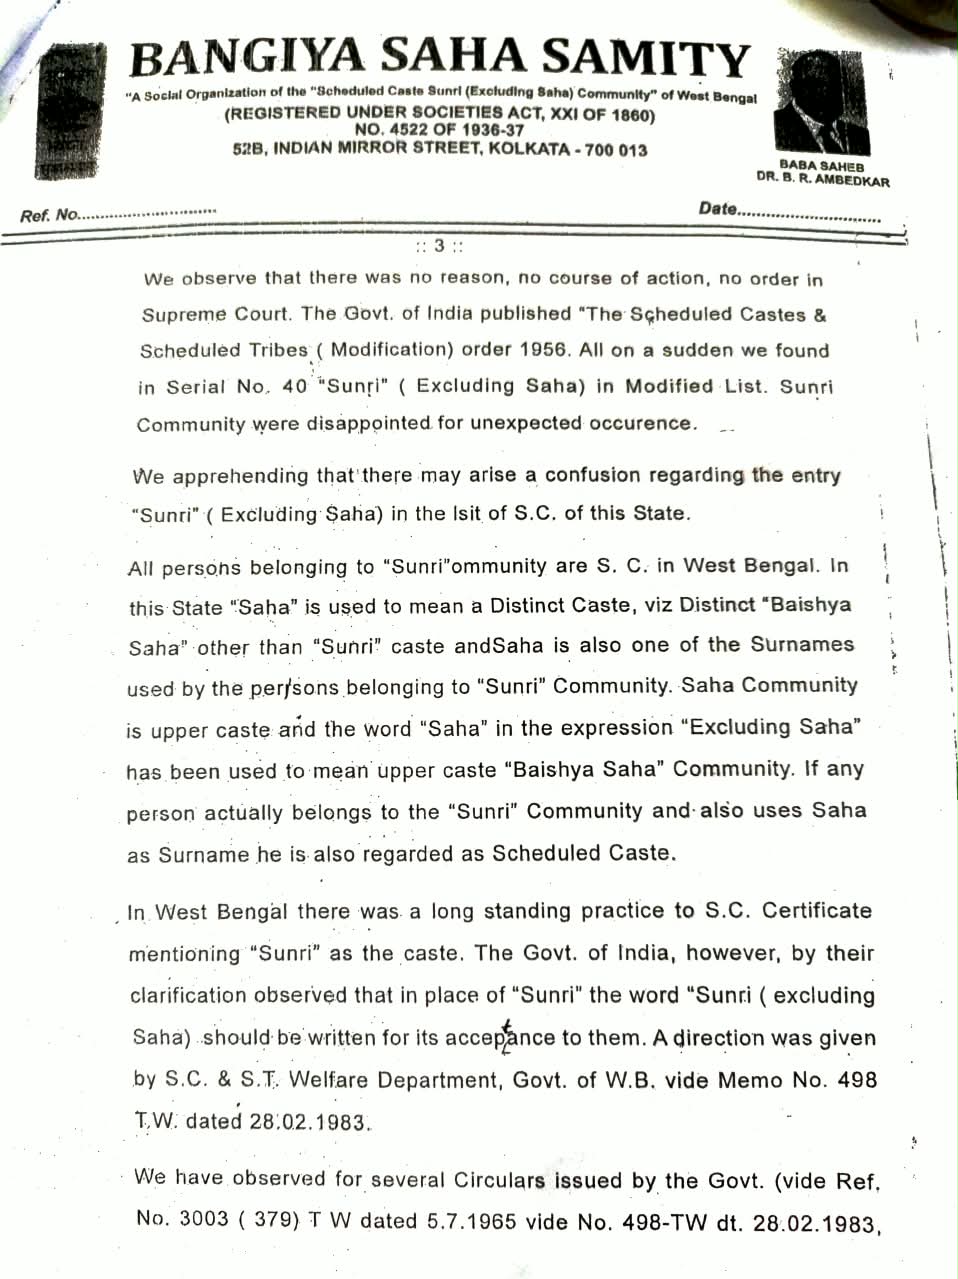 BANGIYA SAHA SAMITY
"A Social Organization of the "Scheduled Caste Sunri (Excluding Saha) Community" of West Bengal
(REGISTERED UNDER SOCIETIES ACT, XXI OF 1860)
NO. 4522 OF 1936-37
52B, INDIAN MIRROR STREET, KOLKATA - 700 013
BABA SAHEB
DR. B. R. AMBEDKAR
Ref. No..............................
Date..............................
:: 3 ::
We observe that there was no reason, no course of action, no order in
Supreme Court. The Govt. of India published "The Scheduled Castes &
Scheduled Tribes ( Modification) order 1956. All on a sudden we found
in Serial No. 40 "Sunri" ( Excluding Saha) in Modified List. Sunri
Community were disappointed for unexpected occurence.
We apprehending that there may arise a confusion regarding the entry
"Sunri" ( Excluding Saha) in the lsit of S.C. of this State.
All persons belonging to "Sunri"ommunity are S. C. in West Bengal. In
this State "Saha" is used to mean a Distinct Caste, viz Distinct "Baishya
Saha" other than "Sunri" caste andSaha is also one of the Surnames
used by the per/sons belonging to "Sunri" Community. Saha Community
is upper caste and the word "Saha" in the expression "Excluding Saha"
has been used to mean upper caste "Baishya Saha" Community. If any
person actually belongs to the "Sunri" Community and also uses Saha
as Surname he is also regarded as Scheduled Caste.
In West Bengal there was a long standing practice to S.C. Certificate
mentioning "Sunri" as the caste. The Govt. of India, however, by their
clarification observed that in place of "Sunri" the word "Sunri ( excluding
Saha) should be written for its acceptance to them. A direction was given
by S.C. & S.T. Welfare Department, Govt. of W.B. vide Memo No. 498
T.W. dated 28.02.1983.
We have observed for several Circulars issued by the Govt. (vide Ref.
No. 3003 ( 379) T W dated 5.7.1965 vide No. 498-TW dt. 28.02.1983,